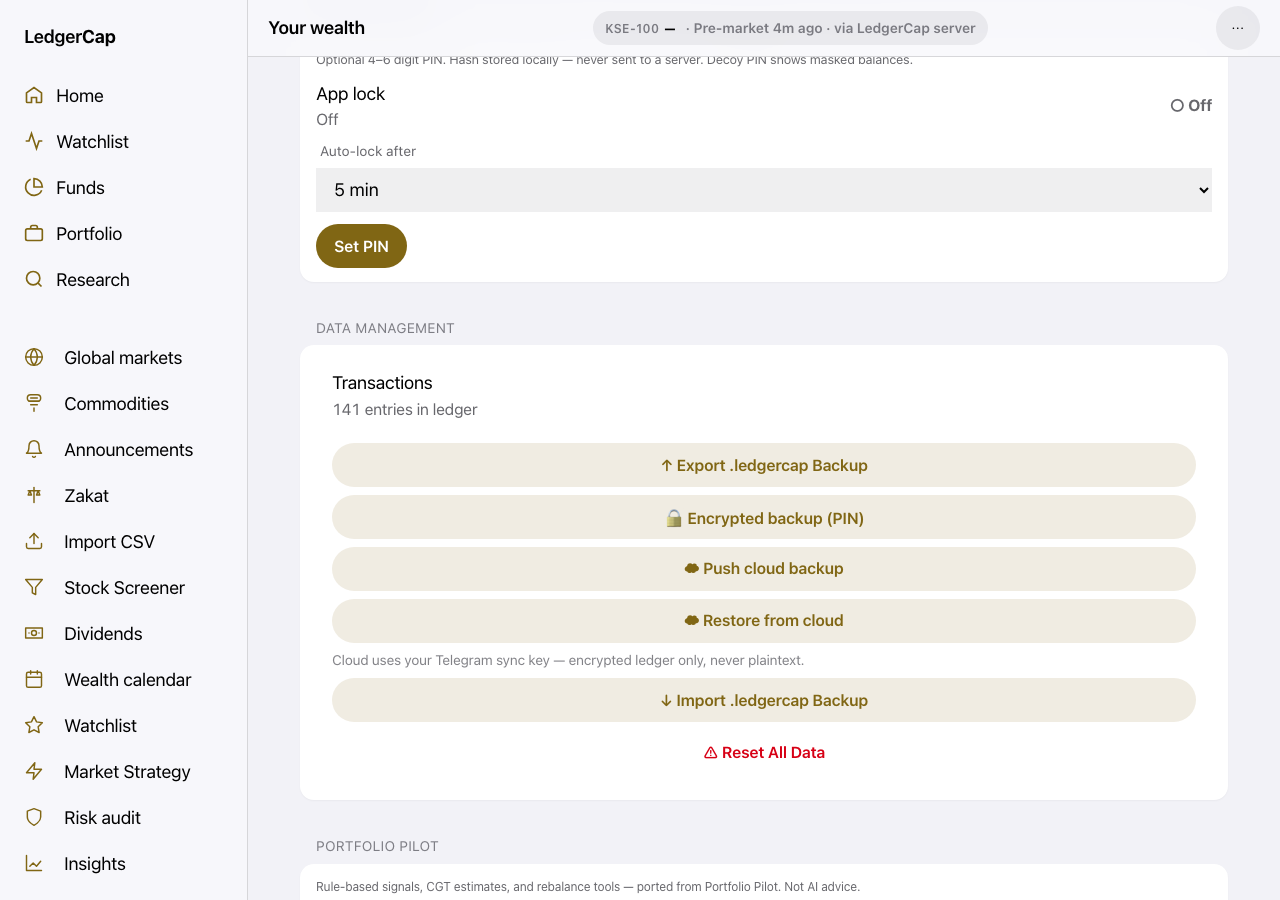 LedgerCap
Home
Watchlist
Funds
Portfolio
Research
Global markets
Commodities
Announcements
Zakat
Import CSV
Stock Screener
Dividends
Wealth calendar
Watchlist
Market Strategy
Risk audit
Insights
Your wealth
KSE-100 — · Pre-market 4m ago · via LedgerCap server
...
Optional 4–6 digit PIN. Hash stored locally — never sent to a server. Decoy PIN shows masked balances.
App lock
Off
Off
Auto-lock after
5 min
Set PIN
DATA MANAGEMENT
Transactions
141 entries in ledger
↑ Export .ledgercap Backup
🔒 Encrypted backup (PIN)
Push cloud backup
Restore from cloud
Cloud uses your Telegram sync key — encrypted ledger only, never plaintext.
↓ Import .ledgercap Backup
⚠ Reset All Data
PORTFOLIO PILOT
Rule-based signals, CGT estimates, and rebalance tools — ported from Portfolio Pilot. Not AI advice.